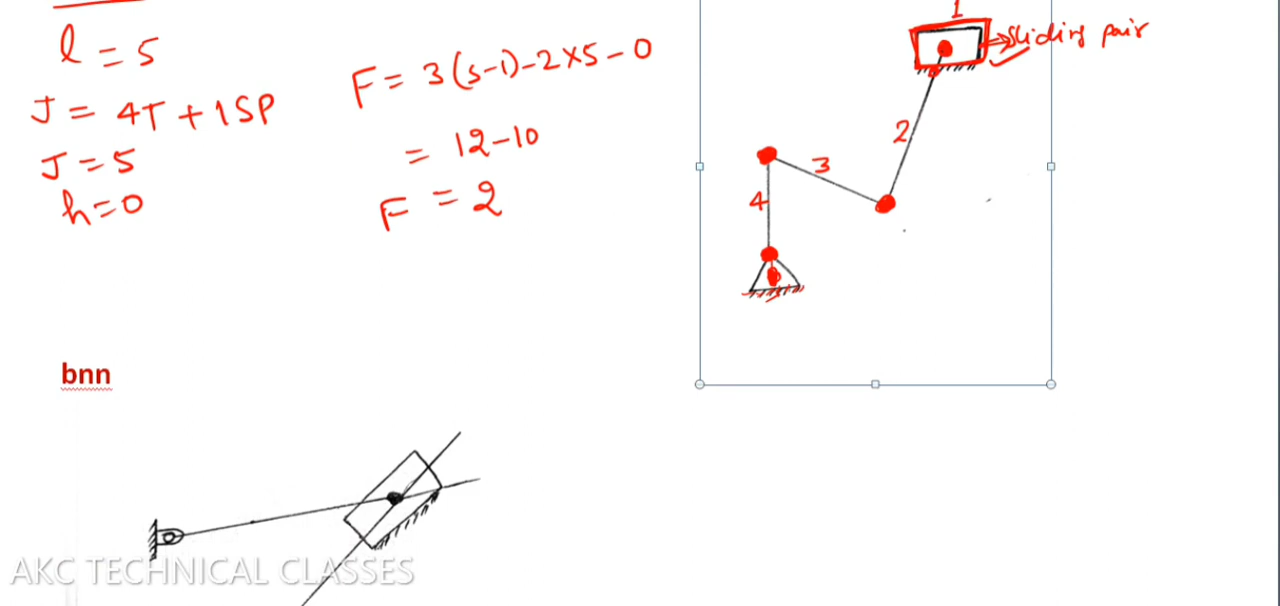 l = 5
J = 4T + 1SP
J = 5
h = 0
F = 3(5-1)-2×5-0
= 12-10
F = 2
1
sliding pair
2
3
4
bnn
AKC TECHNICAL CLASSES